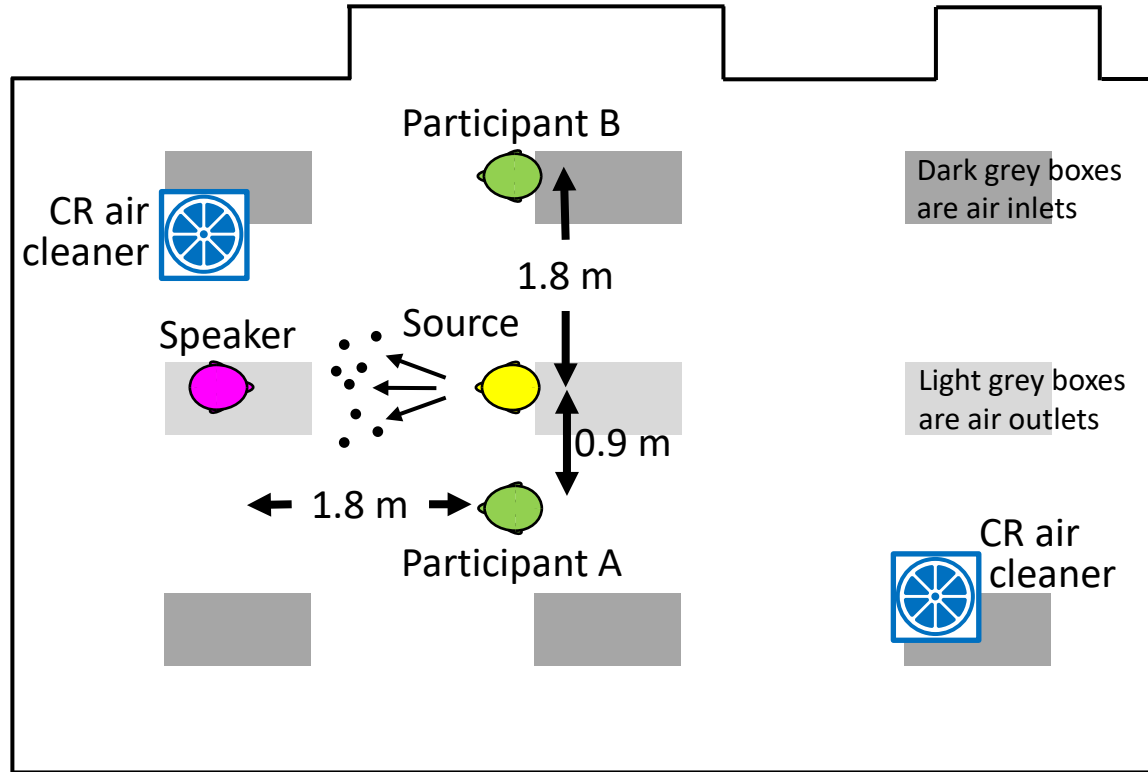 Participant B
CR air
cleaner
Dark grey boxes
are air inlets
1.8 m
Speaker
Source
Light grey boxes
are air outlets
0.9 m
1.8 m
Participant A
CR air
cleaner